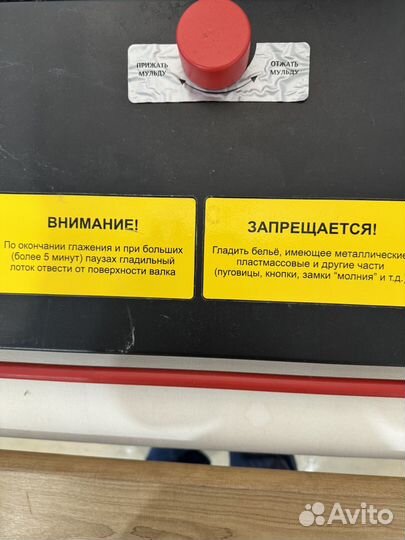 ПРИЖАТЬ
МУЛЬДУ
ОТЖАТЬ
МУЛЬДУ
ВНИМАНИЕ!
По окончании глажения и при больших
(более 5 минут) паузах гладильный
лоток отвести от поверхности валка
ЗАПРЕЩАЕТСЯ!
Гладить бельё, имеющее металлические
пластмассовые и другие части
(пуговицы, кнопки, замки "молния" и т.д.)
Avito